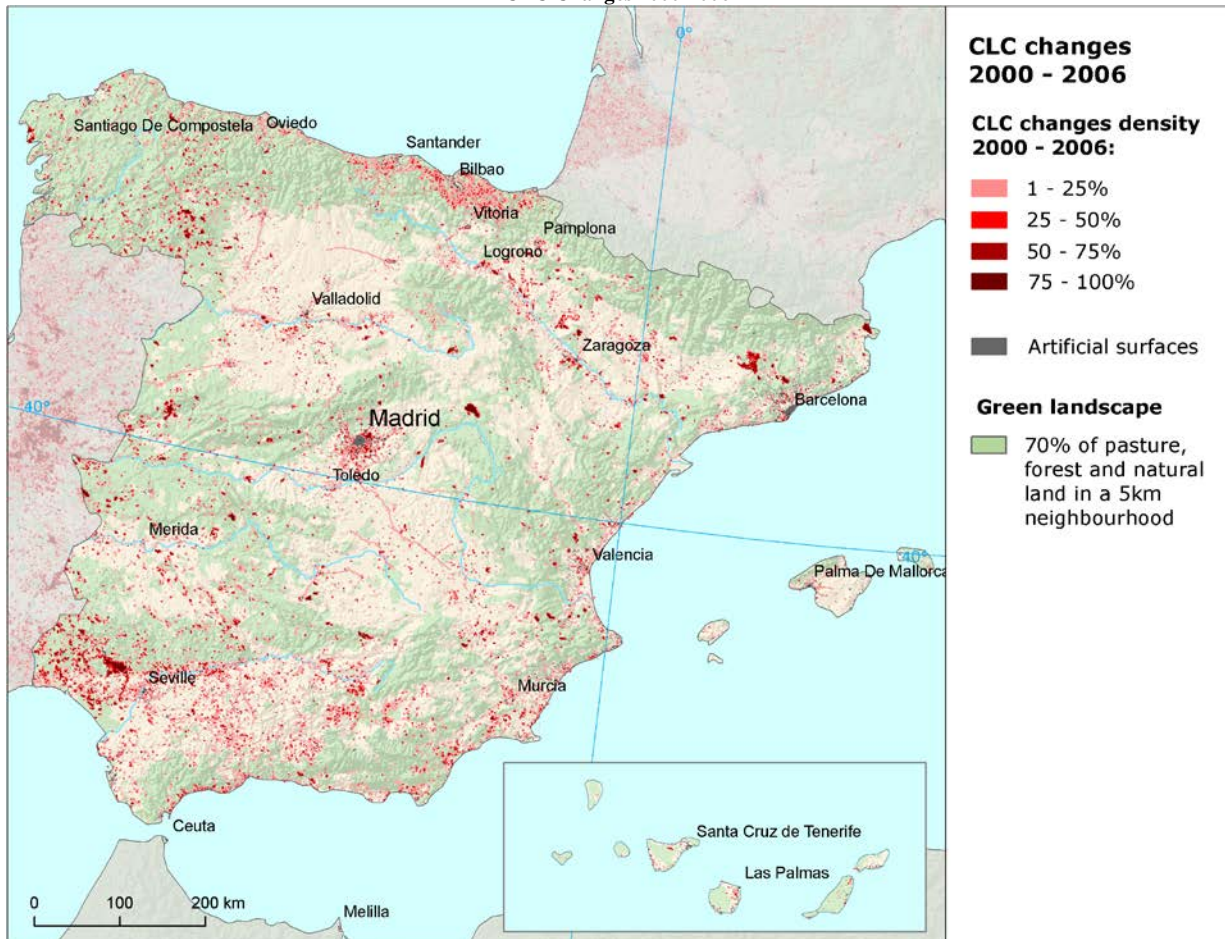 0°
Santiago De Compostela
Oviedo
Santander
Bilbao
Vitoria
Pamplona
Logrono
Valladolid
Zaragoza
40°
Barcelona
Madrid
Toledo
Merida
Valencia
40°
Palma De Mallorca
Seville
Murcia
Ceuta
Santa Cruz de Tenerife
Las Palmas
0 100 200 km
Melilla
CLC changes
2000 - 2006
CLC changes density
2000 - 2006:
1 - 25%
25 - 50%
50 - 75%
75 - 100%
Artificial surfaces
Green landscape
70% of pasture,
forest and natural
land in a 5km
neighbourhood